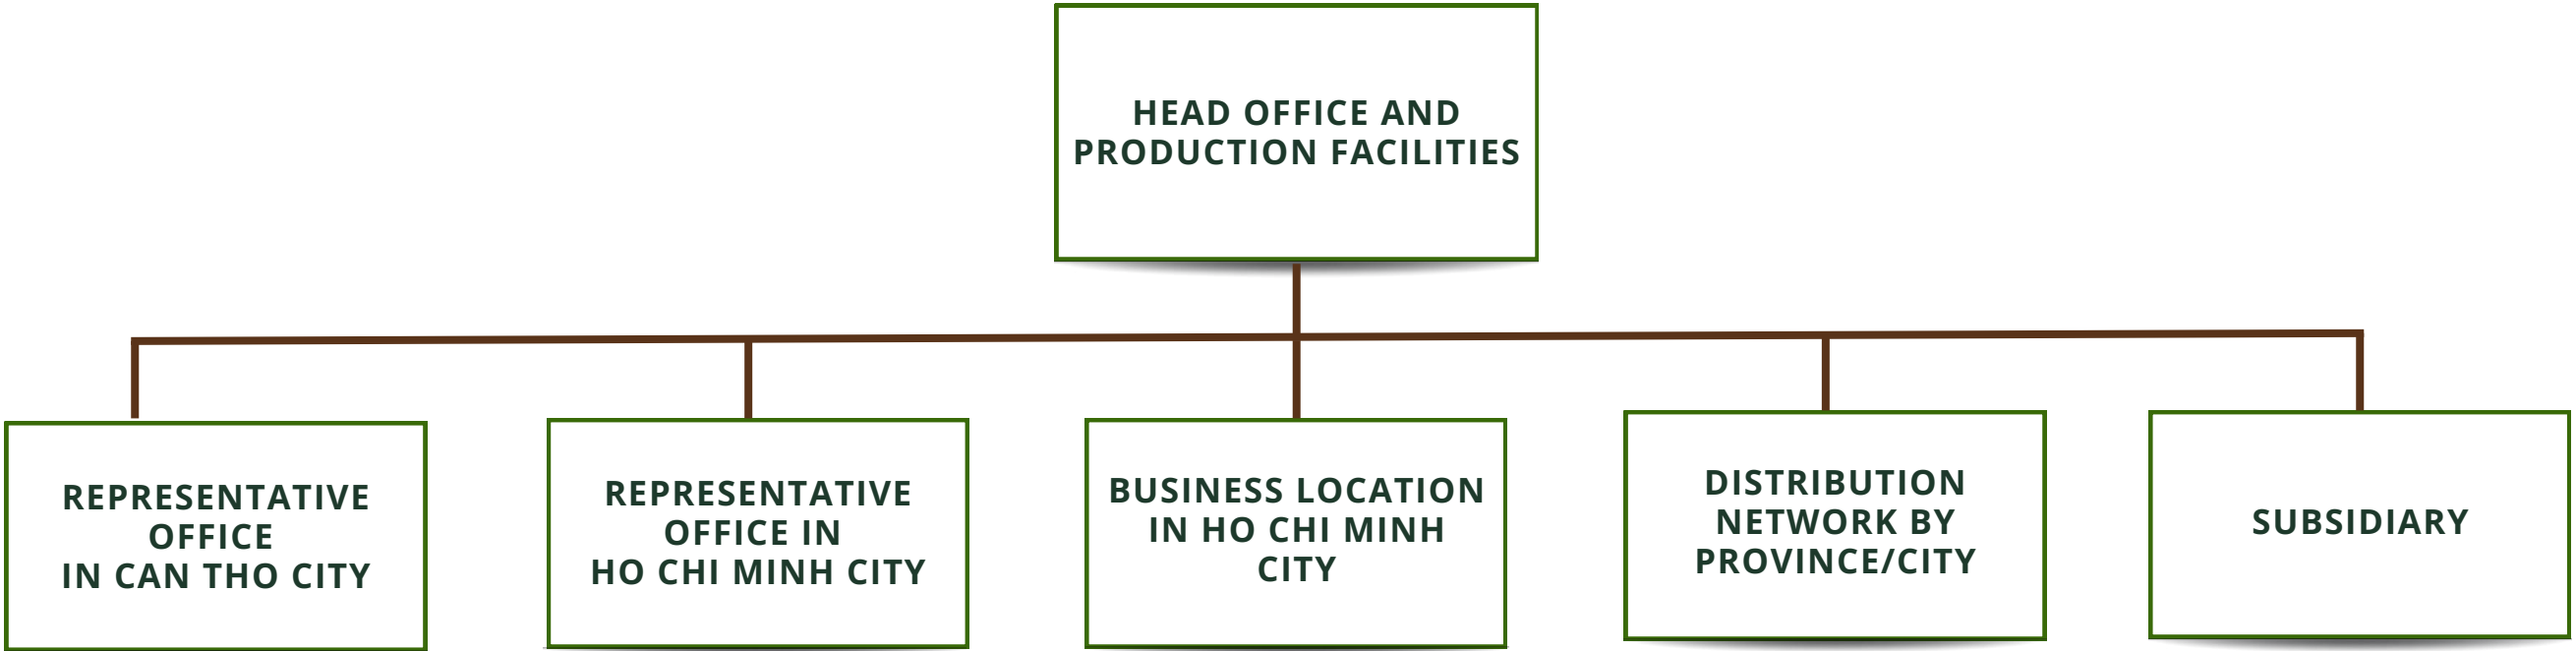 HEAD OFFICE AND
PRODUCTION FACILITIES
REPRESENTATIVE
OFFICE
IN CAN THO CITY
REPRESENTATIVE
OFFICE IN
HO CHI MINH CITY
BUSINESS LOCATION
IN HO CHI MINH
CITY
DISTRIBUTION
NETWORK BY
PROVINCE/CITY
SUBSIDIARY